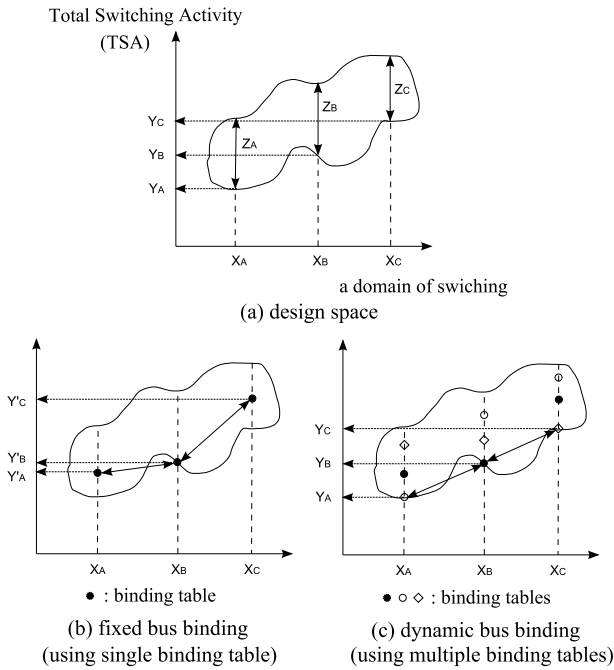 Total Switching Activity
(TSA)
ZC
ZB
YC
ZA
YB
YA
XA XB XC
a domain of swiching
(a) design space
Y'C
Y'B
Y'A
XA XB XC
● : binding table
(b) fixed bus binding
(using single binding table)
YC
YB
YA
XA XB XC
● ○ ◇ : binding tables
(c) dynamic bus binding
(using multiple binding tables)